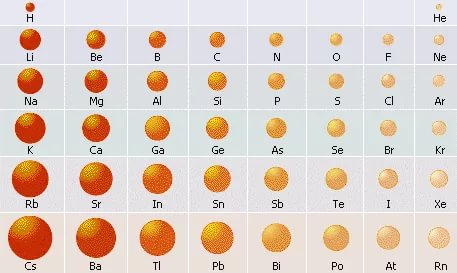 H He
Li Be B C N O F Ne
Na Mg Al Si P S Cl Ar
K Ca Ga Ge As Se Br Kr
Rb Sr In Sn Sb Te I Xe
Cs Ba Tl Pb Bi Po At Rn